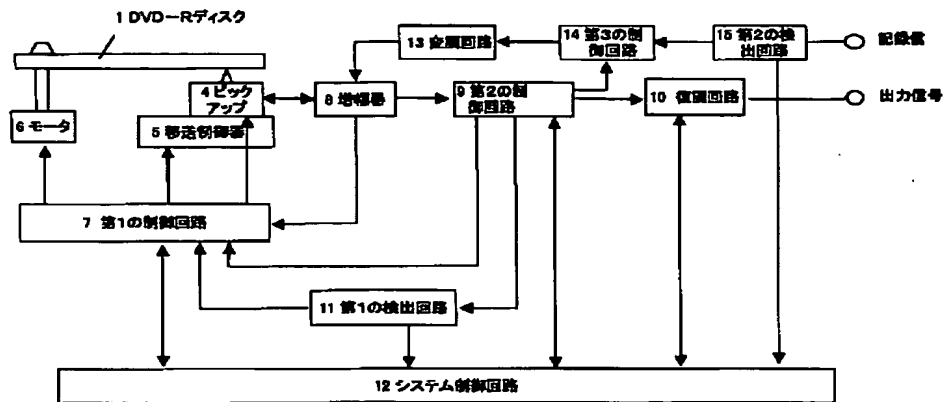 1 DVD－Rディスク
13 変調回路
14 第3の制
御回路
15 第2の検
出回路
記録信
4 ピック
アップ
8 増幅器
9 第2の制
御回路
10 復調回路
出力信号
6 モータ
5 移送制御器
7 第1の制御回路
11 第1の検出回路
12 システム制御回路